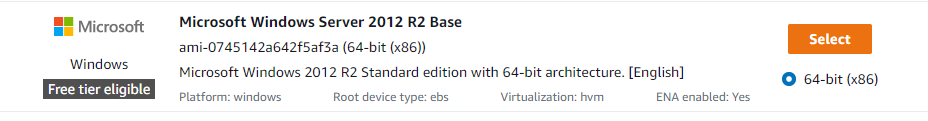 Microsoft
Windows
Free tier eligible
Microsoft Windows Server 2012 R2 Base
ami-0745142a642f5af3a (64-bit (x86))
Microsoft Windows 2012 R2 Standard edition with 64-bit architecture. [English]
Platform: windows Root device type: ebs Virtualization: hvm ENA enabled: Yes
Select
64-bit (x86)